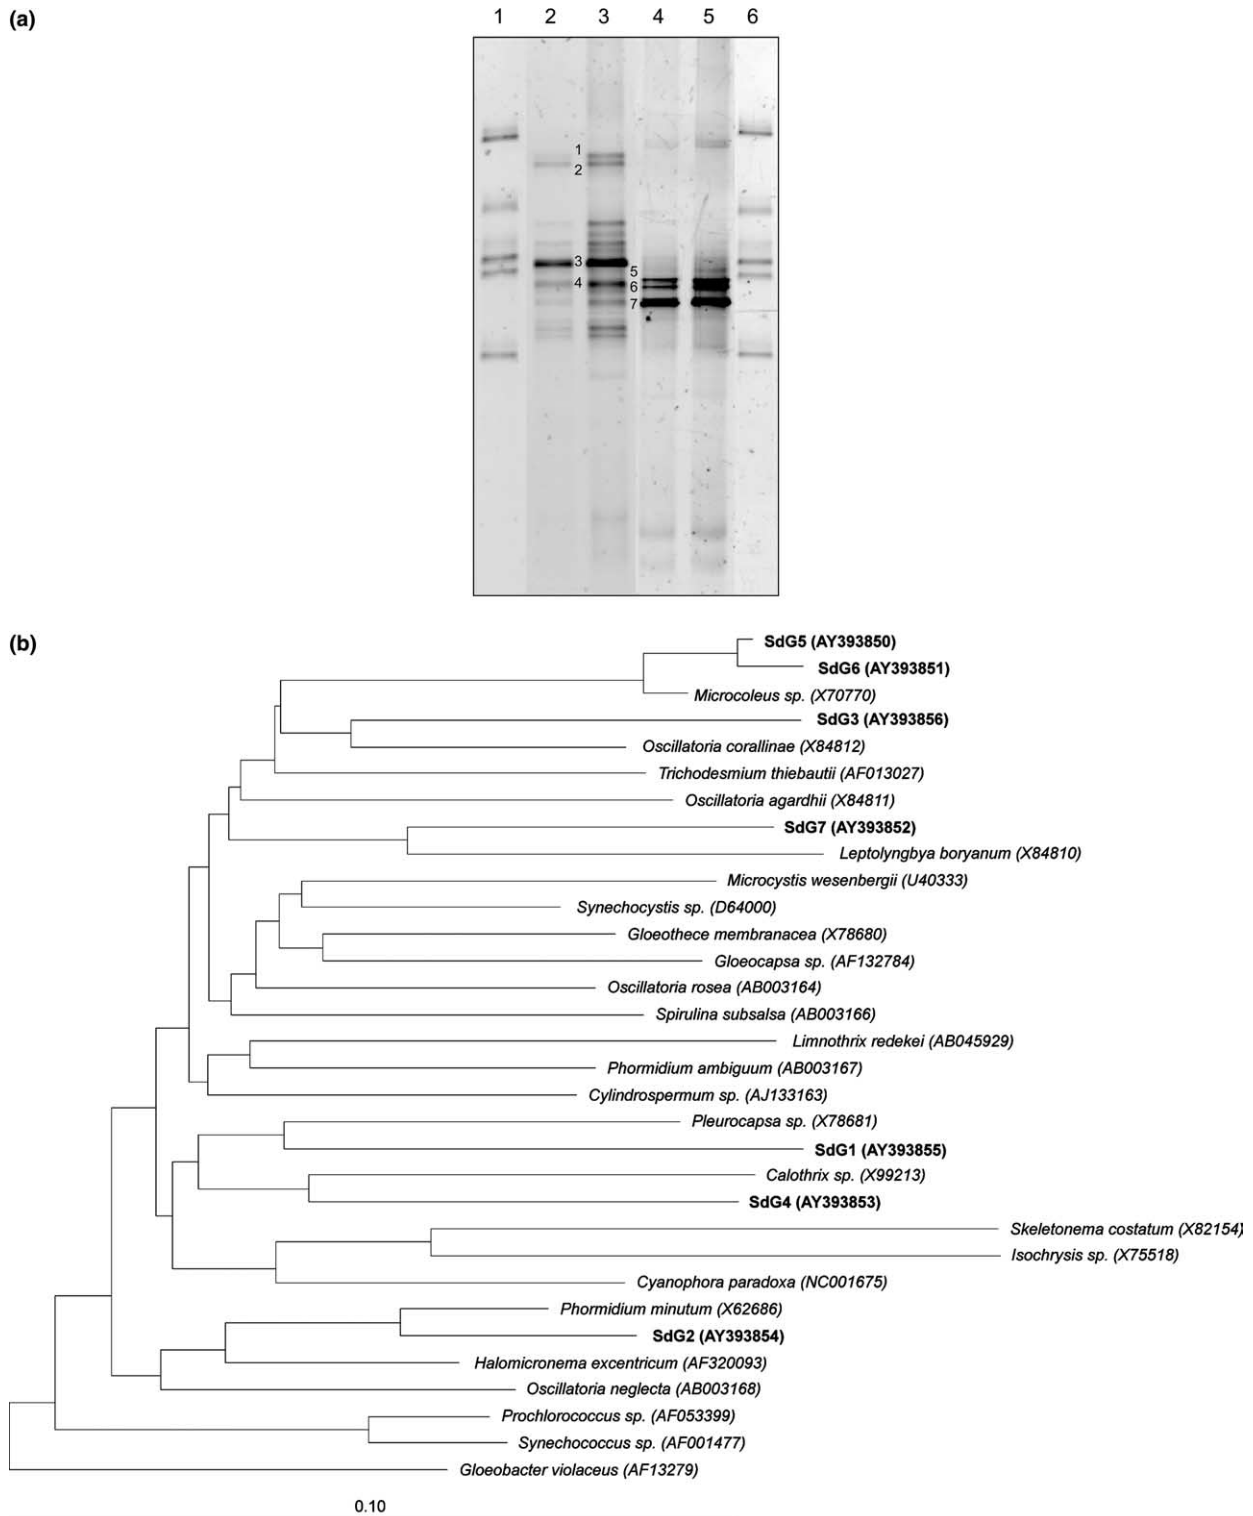 (a)
1 2 3 4 5 6
1
2
3
4
5
6
7
(b)
SdG5 (AY393850)
SdG6 (AY393851)
Microcoleus sp. (X70770)
SdG3 (AY393856)
Oscillatoria corallinae (X84812)
Trichodesmium thiebautii (AF013027)
Oscillatoria agardhii (X84811)
SdG7 (AY393852)
Leptolyngbya boryanum (X84810)
Microcystis wesenbergii (U40333)
Synechocystis sp. (D64000)
Gloeothece membranacea (X78680)
Gloeocapsa sp. (AF132784)
Oscillatoria rosea (AB003164)
Spirulina subsalsa (AB003166)
Limnothrix redekei (AB045929)
Phormidium ambiguum (AB003167)
Cylindrospermum sp. (AJ133163)
Pleurocapsa sp. (X78681)
SdG1 (AY393855)
Calothrix sp. (X99213)
SdG4 (AY393853)
Skeletonema costatum (X82154)
Isochrysis sp. (X75518)
Cyanophora paradoxa (NC001675)
Phormidium minutum (X62686)
SdG2 (AY393854)
Halomicronema excentricum (AF320093)
Oscillatoria neglecta (AB003168)
Prochlorococcus sp. (AF053399)
Synechococcus sp. (AF001477)
Gloeobacter violaceus (AF13279)
0.10